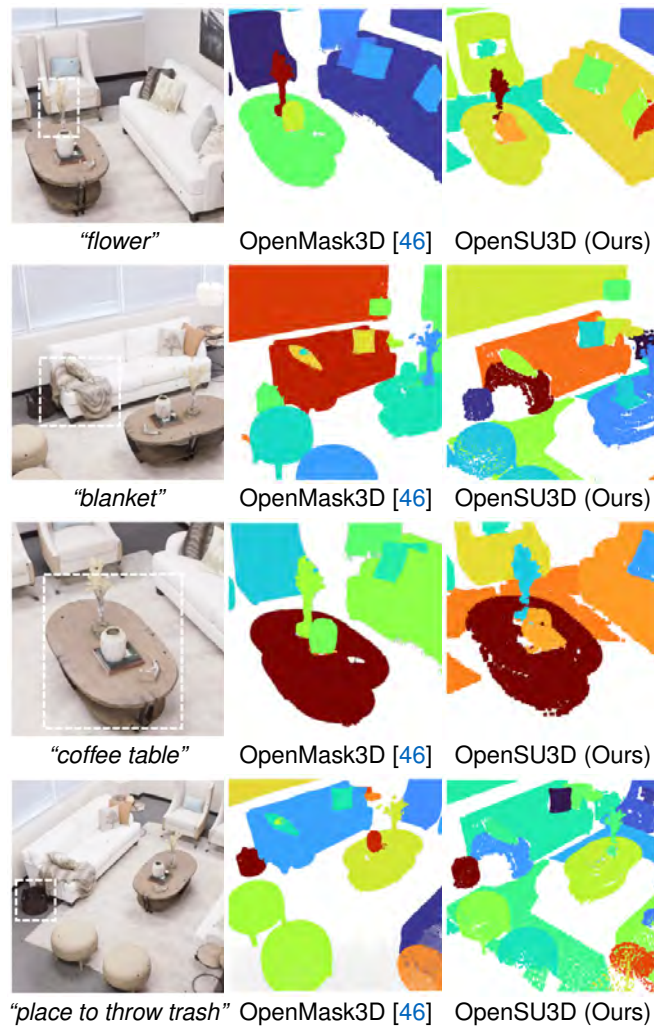 “flower” OpenMask3D [46] OpenSU3D (Ours)
“blanket” OpenMask3D [46] OpenSU3D (Ours)
“coffee table” OpenMask3D [46] OpenSU3D (Ours)
“place to throw trash” OpenMask3D [46] OpenSU3D (Ours)